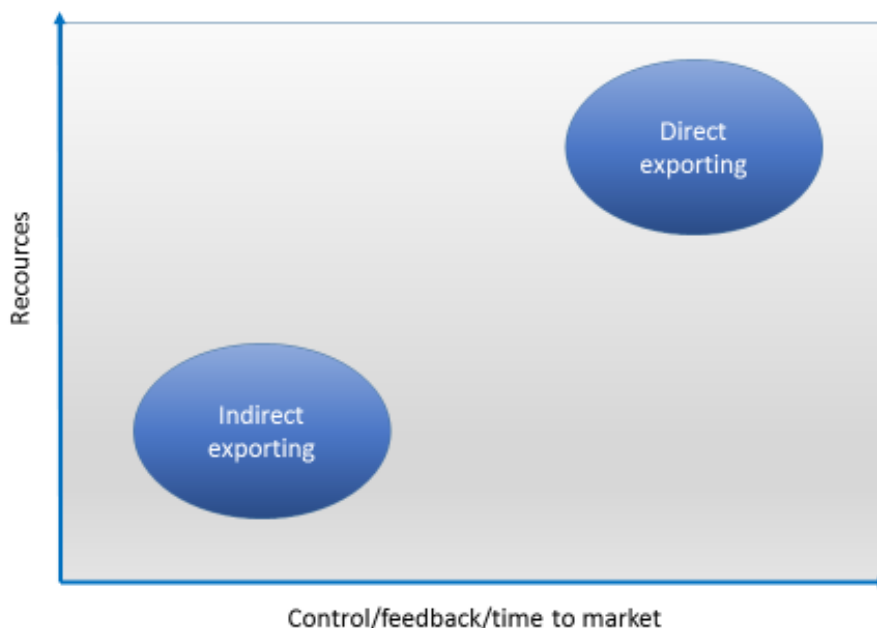 Direct
exporting
Recources
Indirect
exporting
Control/feedback/time to market